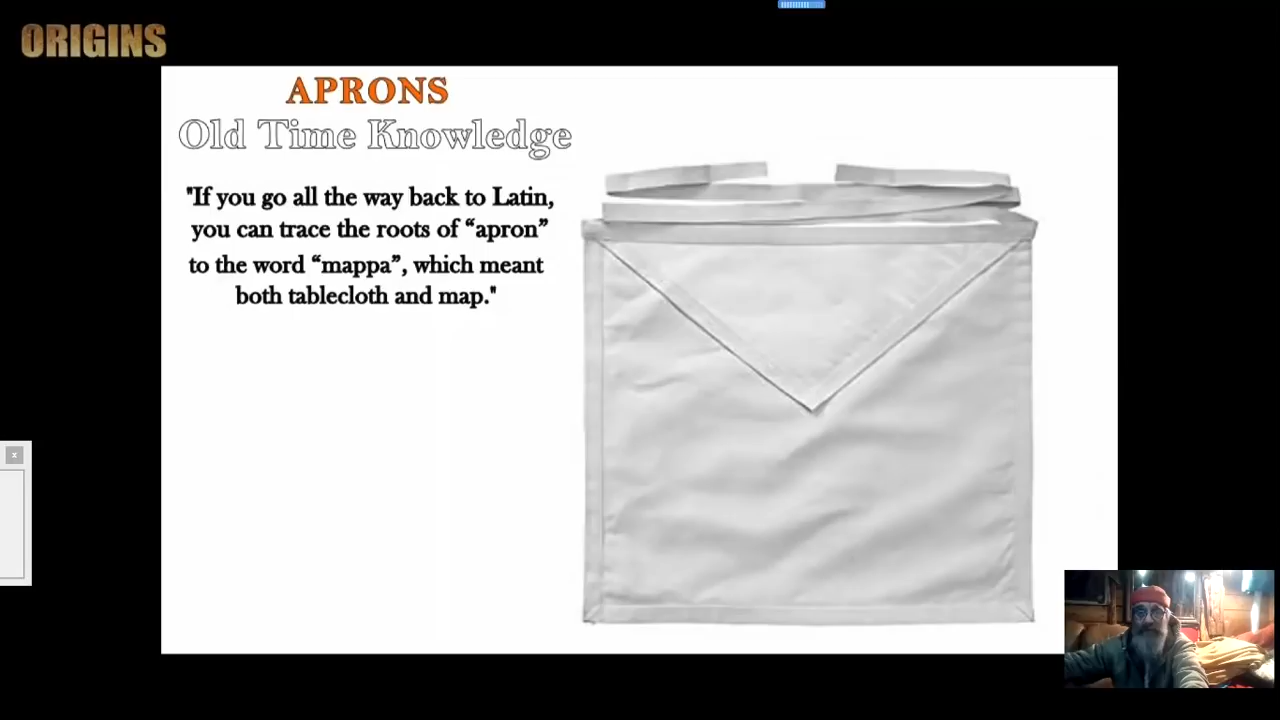 ORIGINS
APRONS
Old Time Knowledge
"If you go all the way back to Latin,
you can trace the roots of “apron”
to the word “mappa”, which meant
both tablecloth and map."
x